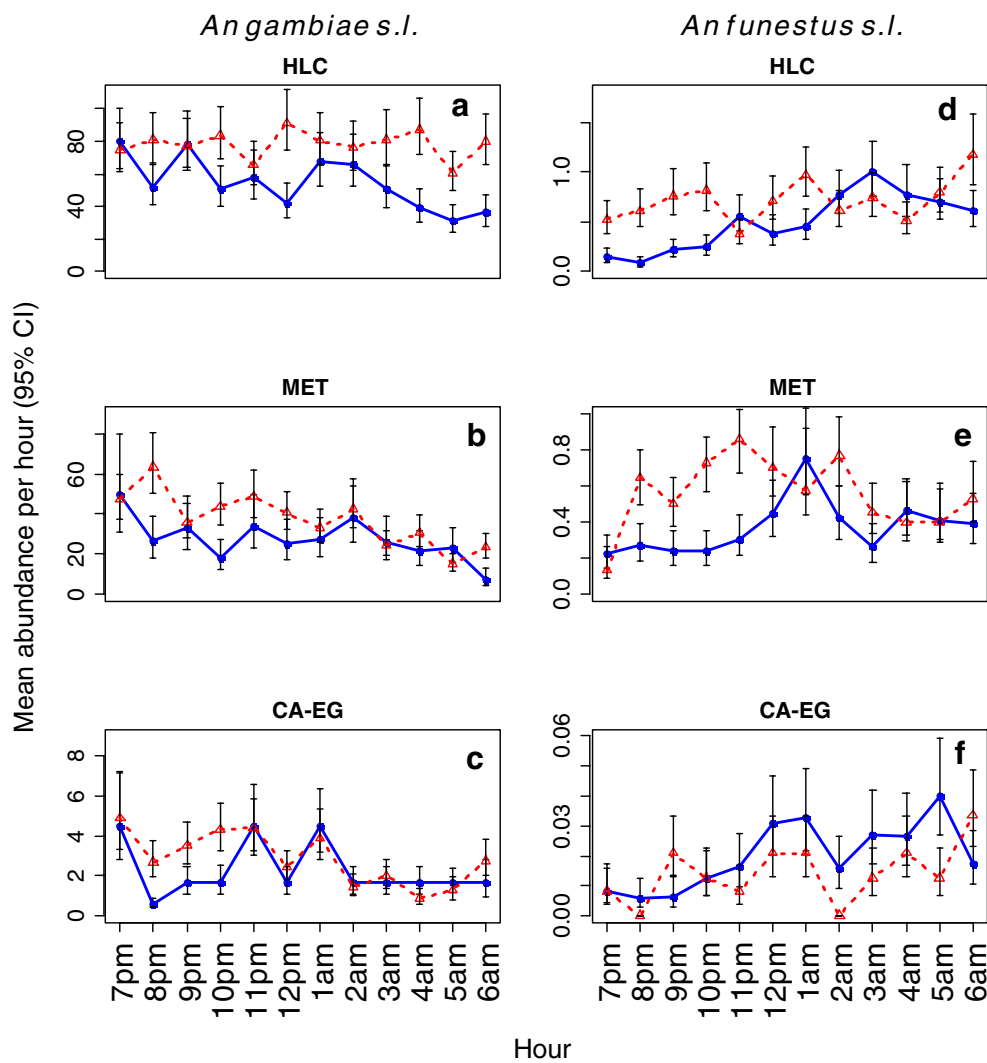 An gambiae s.l.
An funestus s.l.
Mean abundance per hour (95% CI)
HLC
a
0
40
80
HLC
d
0.0
1.0
MET
b
0
20
60
MET
e
0.0
0.4
0.8
CA-EG
c
0
2
4
6
8
CA-EG
f
0.00
0.03
0.06
7pm
8pm
9pm
10pm
11pm
12pm
1am
2am
3am
4am
5am
6am
7pm
8pm
9pm
10pm
11pm
12pm
1am
2am
3am
4am
5am
6am
Hour